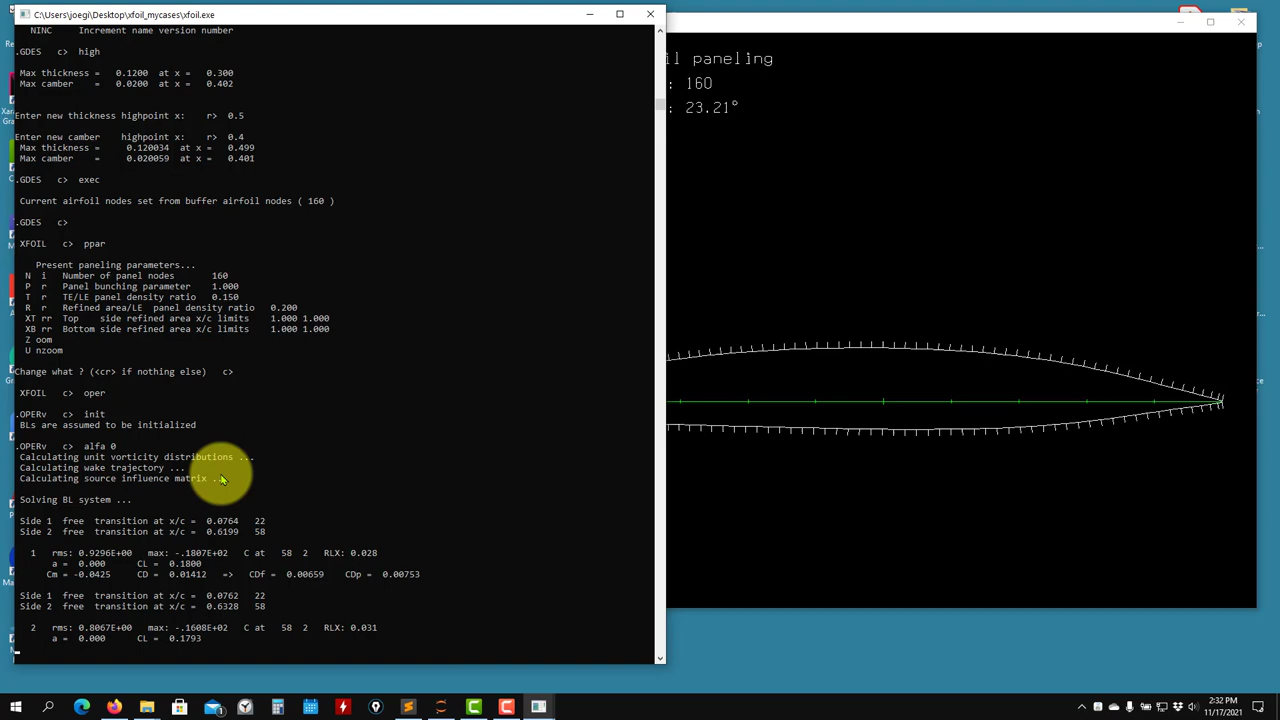 C:\Users\joegi\Desktop\xfoil_mycases\xfoil.exe
NINC Increment name version number
.GDES c> high
Max thickness = 0.1200 at x = 0.300
Max camber = 0.0200 at x = 0.402
Enter new thickness highpoint x: r> 0.5
Enter new camber highpoint x: r> 0.4
Max thickness = 0.120034 at x = 0.499
Max camber = 0.020059 at x = 0.401
.GDES c> exec
Current airfoil nodes set from buffer airfoil nodes ( 160 )
.GDES c>
XFOIL c> ppar
Present paneling parameters...
N i Number of panel nodes 160
P r Panel bunching parameter 1.000
T r TE/LE panel density ratio 0.150
R r Refined area/LE panel density ratio 0.200
XT rr Top side refined area x/c limits 1.000 1.000
XB rr Bottom side refined area x/c limits 1.000 1.000
Z oom
U nzoom
Change what ? (<cr> if nothing else) c>
XFOIL c> oper
.OPERv c> init
BLs are assumed to be initialized
.OPERv c> alfa 0
Calculating unit vorticity distributions ...
Calculating wake trajectory ...
Calculating source influence matrix ...
Solving BL system ...
Side 1 free transition at x/c = 0.0764 22
Side 2 free transition at x/c = 0.6199 58
1 rms: 0.9296E+00 max: -.1807E+02 C at 58 2 RLX: 0.028
a = 0.000 CL = 0.1800
Cm = -0.0425 CD = 0.01412 => CDf = 0.00659 CDp = 0.00753
Side 1 free transition at x/c = 0.0762 22
Side 2 free transition at x/c = 0.6328 58
2 rms: 0.8067E+00 max: -.1608E+02 C at 58 2 RLX: 0.031
a = 0.000 CL = 0.1793
il paneling
: 160
: 23.21°
2:32 PM
11/17/2021